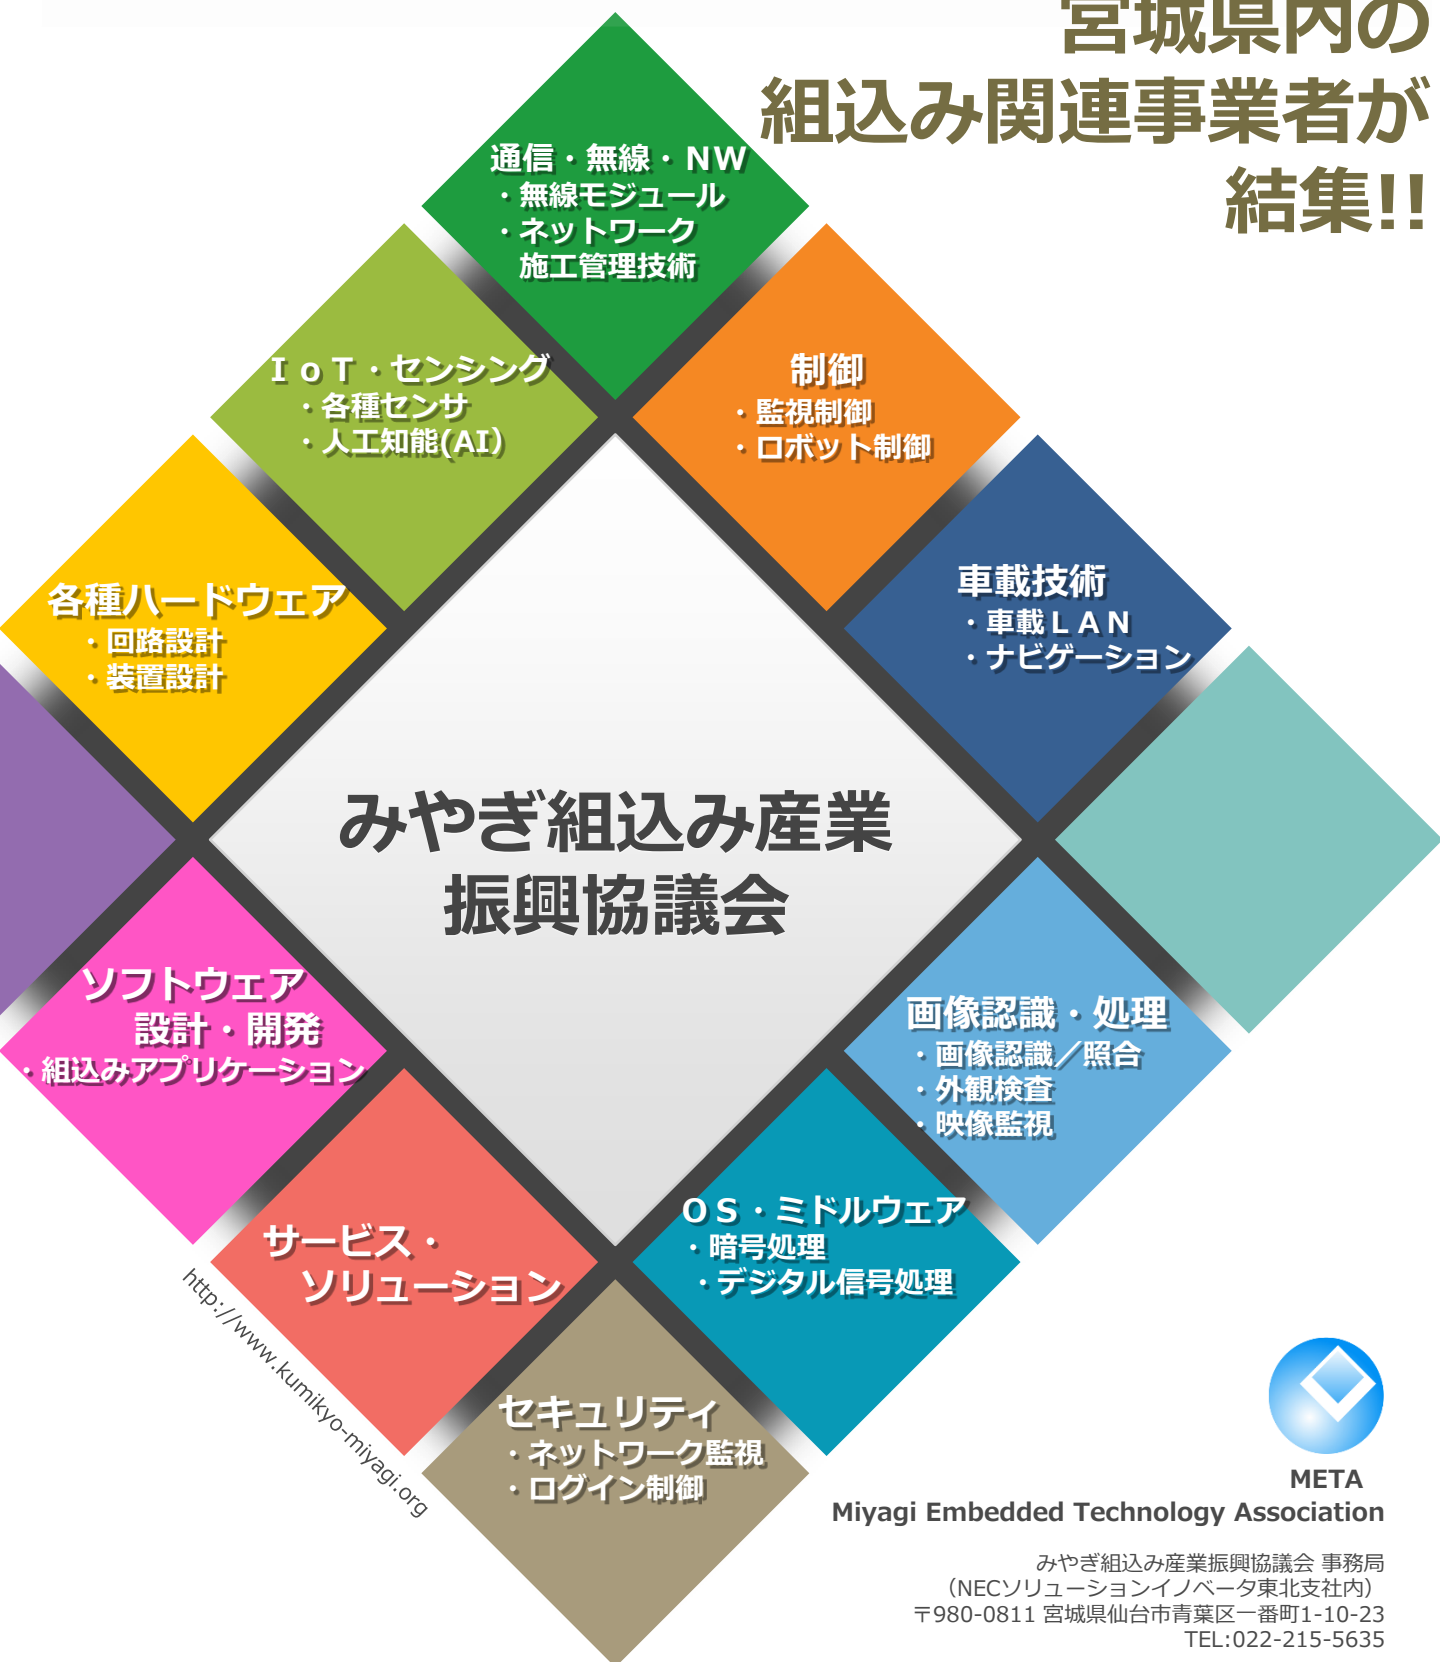 宮城県内の
組込み関連事業者が
結集!!
通信・無線・ＮＷ
・無線モジュール
・ネットワーク
施工管理技術
ＩｏＴ・センシング
・各種センサ
・人工知能(AI）
制御
・監視制御
・ロボット制御
各種ハードウェア
・回路設計
・装置設計
車載技術
・車載ＬＡＮ
・ナビゲーション
みやぎ組込み産業
振興協議会
ソフトウェア
設計・開発
・組込みアプリケーション
画像認識・処理
・画像認識／照合
・外観検査
・映像監視
サービス・
ソリューション
ＯＳ・ミドルウェア
・暗号処理
・デジタル信号処理
セキュリティ
・ネットワーク監視
・ログイン制御
http://www.kumikyo-miyagi.org
META
Miyagi Embedded Technology Association
みやぎ組込み産業振興協議会 事務局
（NECソリューションイノベータ東北支社内）
〒980-0811 宮城県仙台市青葉区一番町1-10-23
TEL:022-215-5635